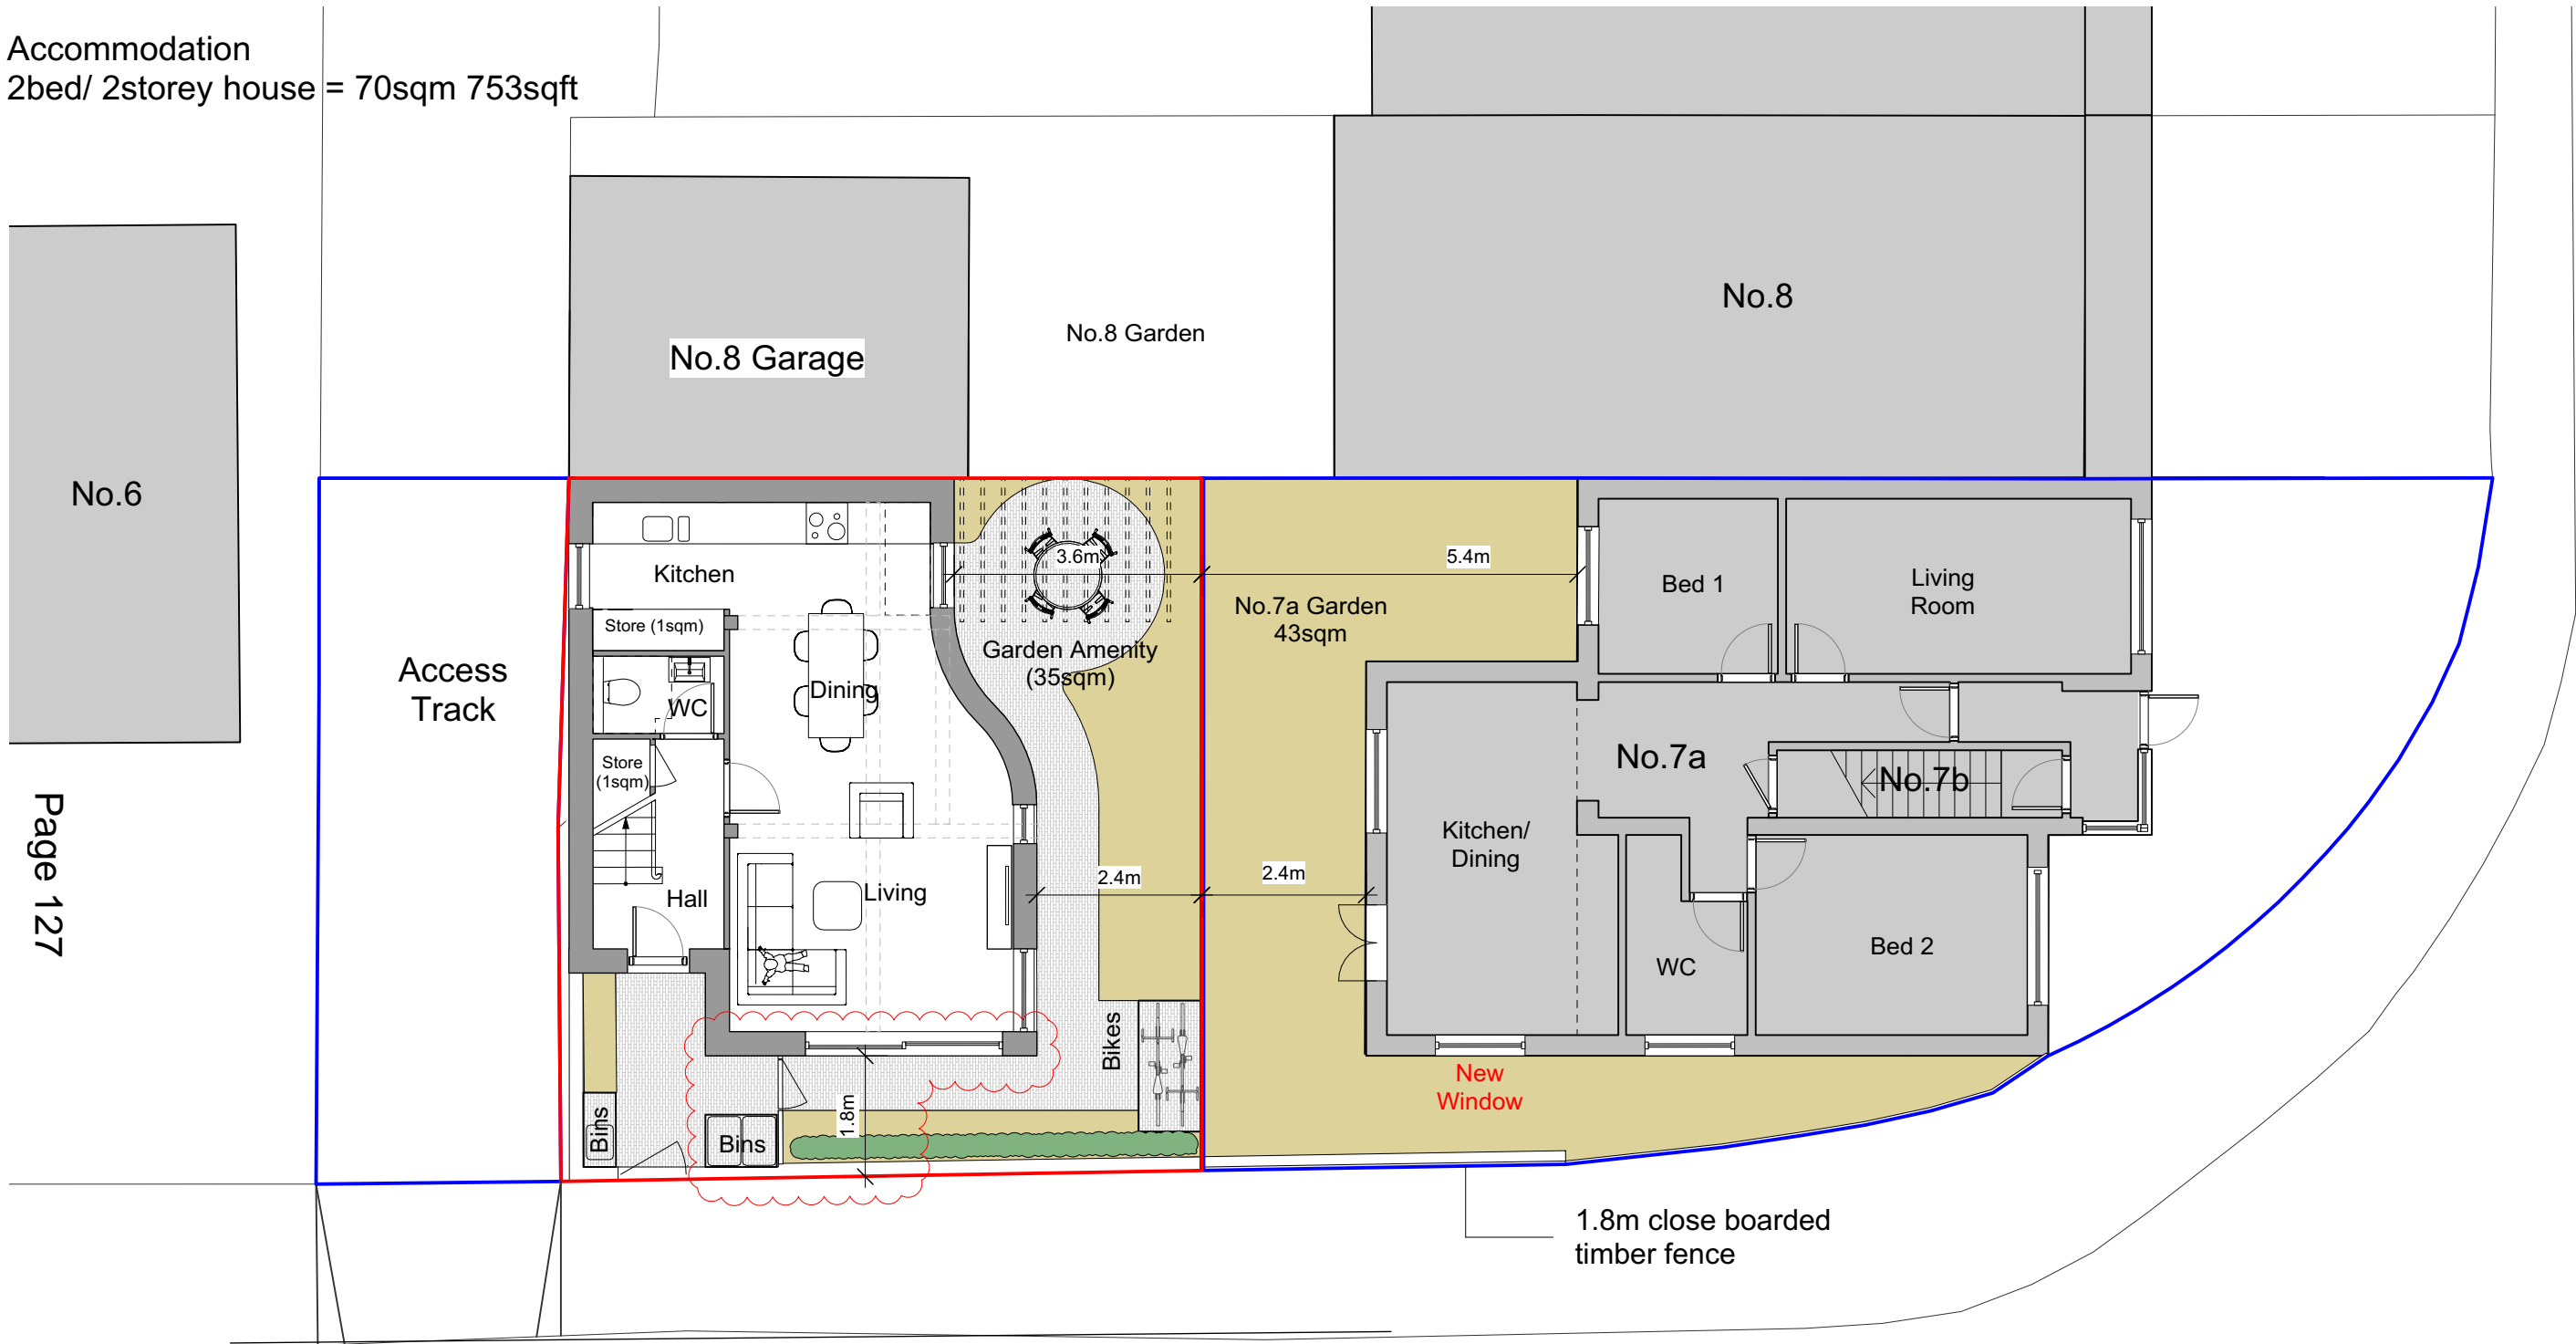 Accommodation
2bed/ 2storey house = 70sqm 753sqft
No.8
No.8 Garden
No.8 Garage
No.6
Access
Track
Page 127
Kitchen
Store (1sqm)
WC
Store
(1sqm)
Hall
Dining
Living
3.6m
5.4m
Garden Amenity
(35sqm)
No.7a Garden
43sqm
2.4m
2.4m
Bikes
Bins
Bins
1.8m
Bed 1
Living
Room
No.7a
No.7b
Kitchen/
Dining
WC
Bed 2
New
Window
1.8m close boarded
timber fence